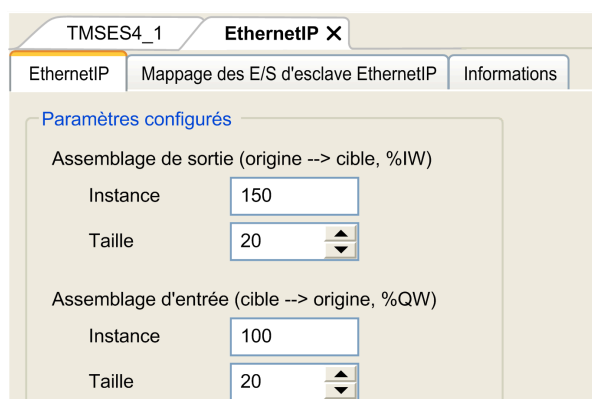 TMSES4_1 EthernetIP X
EthernetIP Mappage des E/S d'esclave EthernetIP Informations
Paramètres configurés
Assemblage de sortie (origine --> cible, %IW)
Instance 150
Taille 20
Assemblage d'entrée (cible --> origine, %QW)
Instance 100
Taille 20